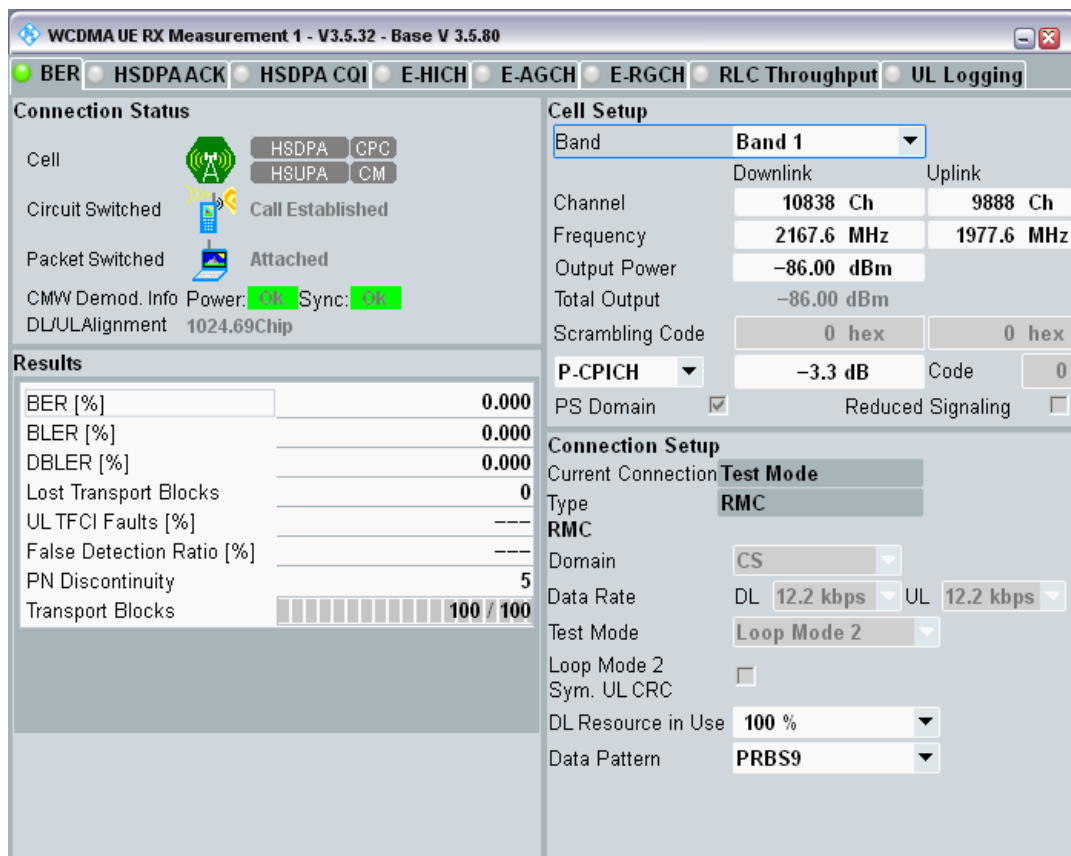 WCDMA UE RX Measurement 1 - V3.5.32 - Base V 3.5.80
BER HSDPA ACK HSDPA CQI E-HICH E-AGCH E-RGCH RLC Throughput UL Logging
Connection Status
Cell HSDPA CPC
HSUPA CM
Circuit Switched Call Established
Packet Switched Attached
CMW Demod. Info Power: Ok Sync: Ok
DL/UL Alignment 1024.69Chip
Results
BER [%] 0.000
BLER [%] 0.000
DBLER [%] 0.000
Lost Transport Blocks 0
UL TFCI Faults [%] ---
False Detection Ratio [%] ---
PN Discontinuity 5
Transport Blocks 100 / 100
Cell Setup
Band Band 1
Downlink Uplink
Channel 10838 Ch 9888 Ch
Frequency 2167.6 MHz 1977.6 MHz
Output Power −86.00 dBm
Total Output −86.00 dBm
Scrambling Code 0 hex 0 hex
P-CPICH −3.3 dB Code 0
PS Domain Reduced Signaling
Connection Setup
Current Connection Test Mode
Type RMC
RMC
Domain CS
Data Rate DL 12.2 kbps UL 12.2 kbps
Test Mode Loop Mode 2
Loop Mode 2
Sym. UL CRC
DL Resource in Use 100 %
Data Pattern PRBS9